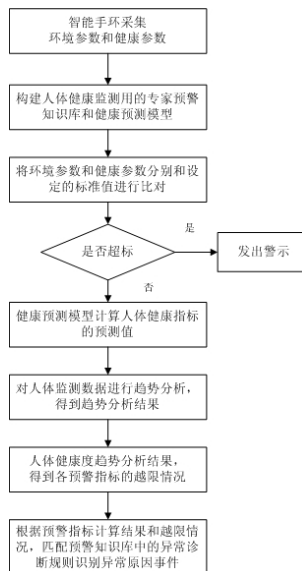 智能手环采集
环境参数和健康参数
构建人体健康监测用的专家预警
知识库和健康预测模型
将环境参数和健康参数分别和设
定的标准值进行比对
是否超标
是
发出警示
否
健康预测模型计算人体健康指标
的预测值
对人体监测数据进行趋势分析，
得到趋势分析结果
人体健康度趋势分析结果，
得到各预警指标的越限情况
根据预警指标计算结果和越限情
况，匹配预警知识库中的异常诊
断规则识别异常原因事件